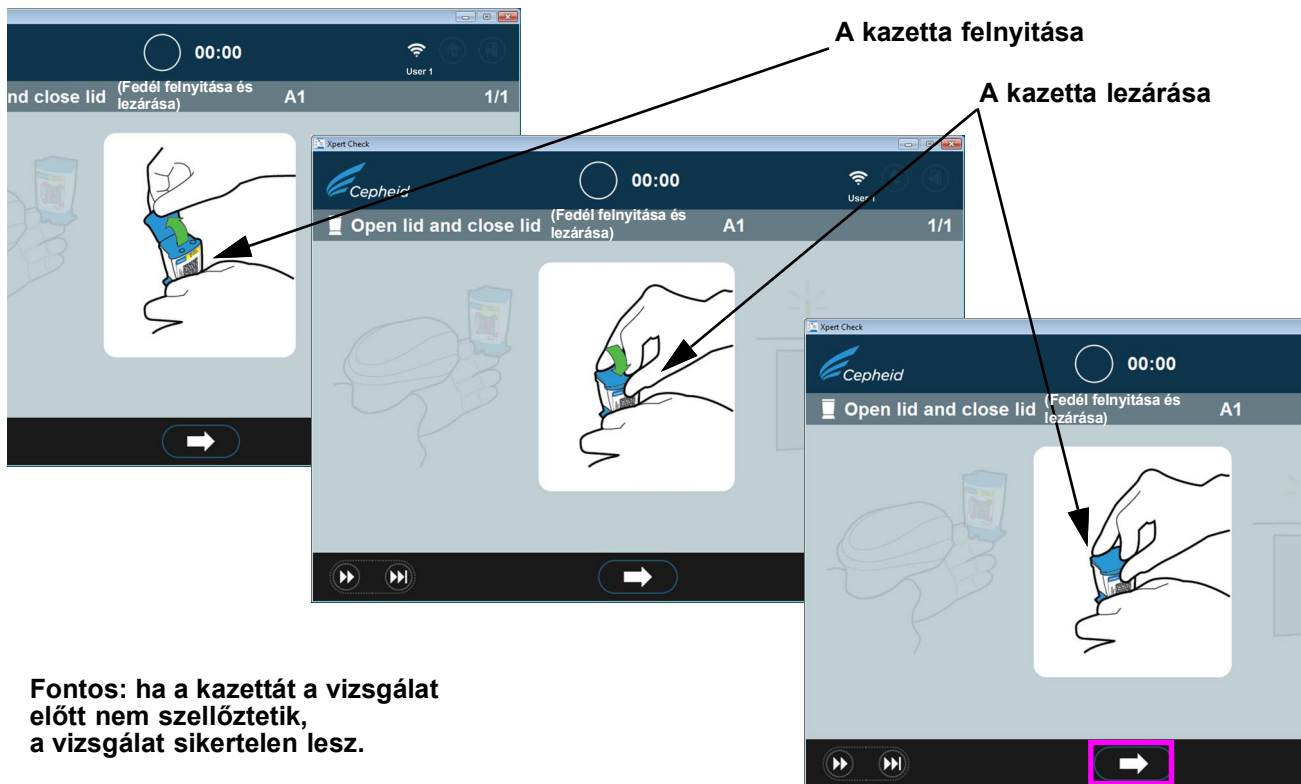 A kazetta felnyitása
A kazetta lezárása
00:00
User 1
nd close lid (Fedél felnyitása és
lezárása) A1 1/1
Xpert Check
Cepheid
00:00
User 1
Open lid and close lid (Fedél felnyitása és
lezárása) A1 1/1
Xpert Check
Cepheid
00:00
Open lid and close lid (Fedél felnyitása és
lezárása) A1
Fontos: ha a kazettát a vizsgálat
előtt nem szellőztetik,
a vizsgálat sikertelen lesz.